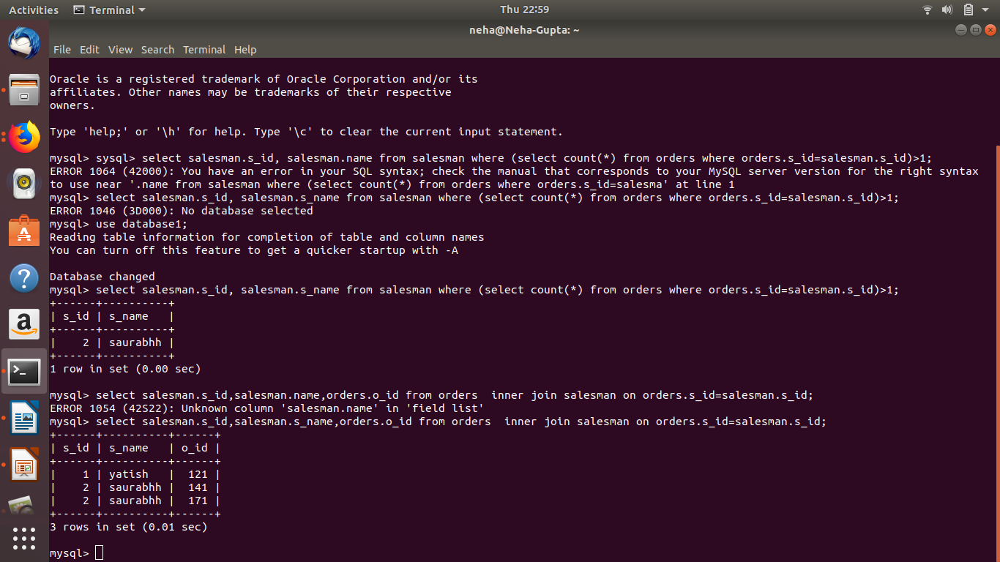 Activities Terminal Thu 22:59
neha@Neha-Gupta: ~
File Edit View Search Terminal Help
Oracle is a registered trademark of Oracle Corporation and/or its
affiliates. Other names may be trademarks of their respective
owners.
Type 'help;' or '\h' for help. Type '\c' to clear the current input statement.
mysql> sysql> select salesman.s_id, salesman.name from salesman where (select count(*) from orders where orders.s_id=salesman.s_id)>1;
ERROR 1064 (42000): You have an error in your SQL syntax; check the manual that corresponds to your MySQL server version for the right syntax
to use near '.name from salesman where (select count(*) from orders where orders.s_id=salesma' at line 1
mysql> select salesman.s_id, salesman.s_name from salesman where (select count(*) from orders where orders.s_id=salesman.s_id)>1;
ERROR 1046 (3D000): No database selected
mysql> use database1;
Reading table information for completion of table and column names
You can turn off this feature to get a quicker startup with -A
Database changed
mysql> select salesman.s_id, salesman.s_name from salesman where (select count(*) from orders where orders.s_id=salesman.s_id)>1;
+------+----------+
| s_id | s_name   |
+------+----------+
|    2 | saurabhh |
+------+----------+
1 row in set (0.00 sec)
mysql> select salesman.s_id,salesman.name,orders.o_id from orders  inner join salesman on orders.s_id=salesman.s_id;
ERROR 1054 (42S22): Unknown column 'salesman.name' in 'field list'
mysql> select salesman.s_id,salesman.s_name,orders.o_id from orders  inner join salesman on orders.s_id=salesman.s_id;
+------+----------+------+
| s_id | s_name   | o_id |
+------+----------+------+
|    1 | yatish   |  121 |
|    2 | saurabhh |  141 |
|    2 | saurabhh |  171 |
+------+----------+------+
3 rows in set (0.01 sec)
mysql>